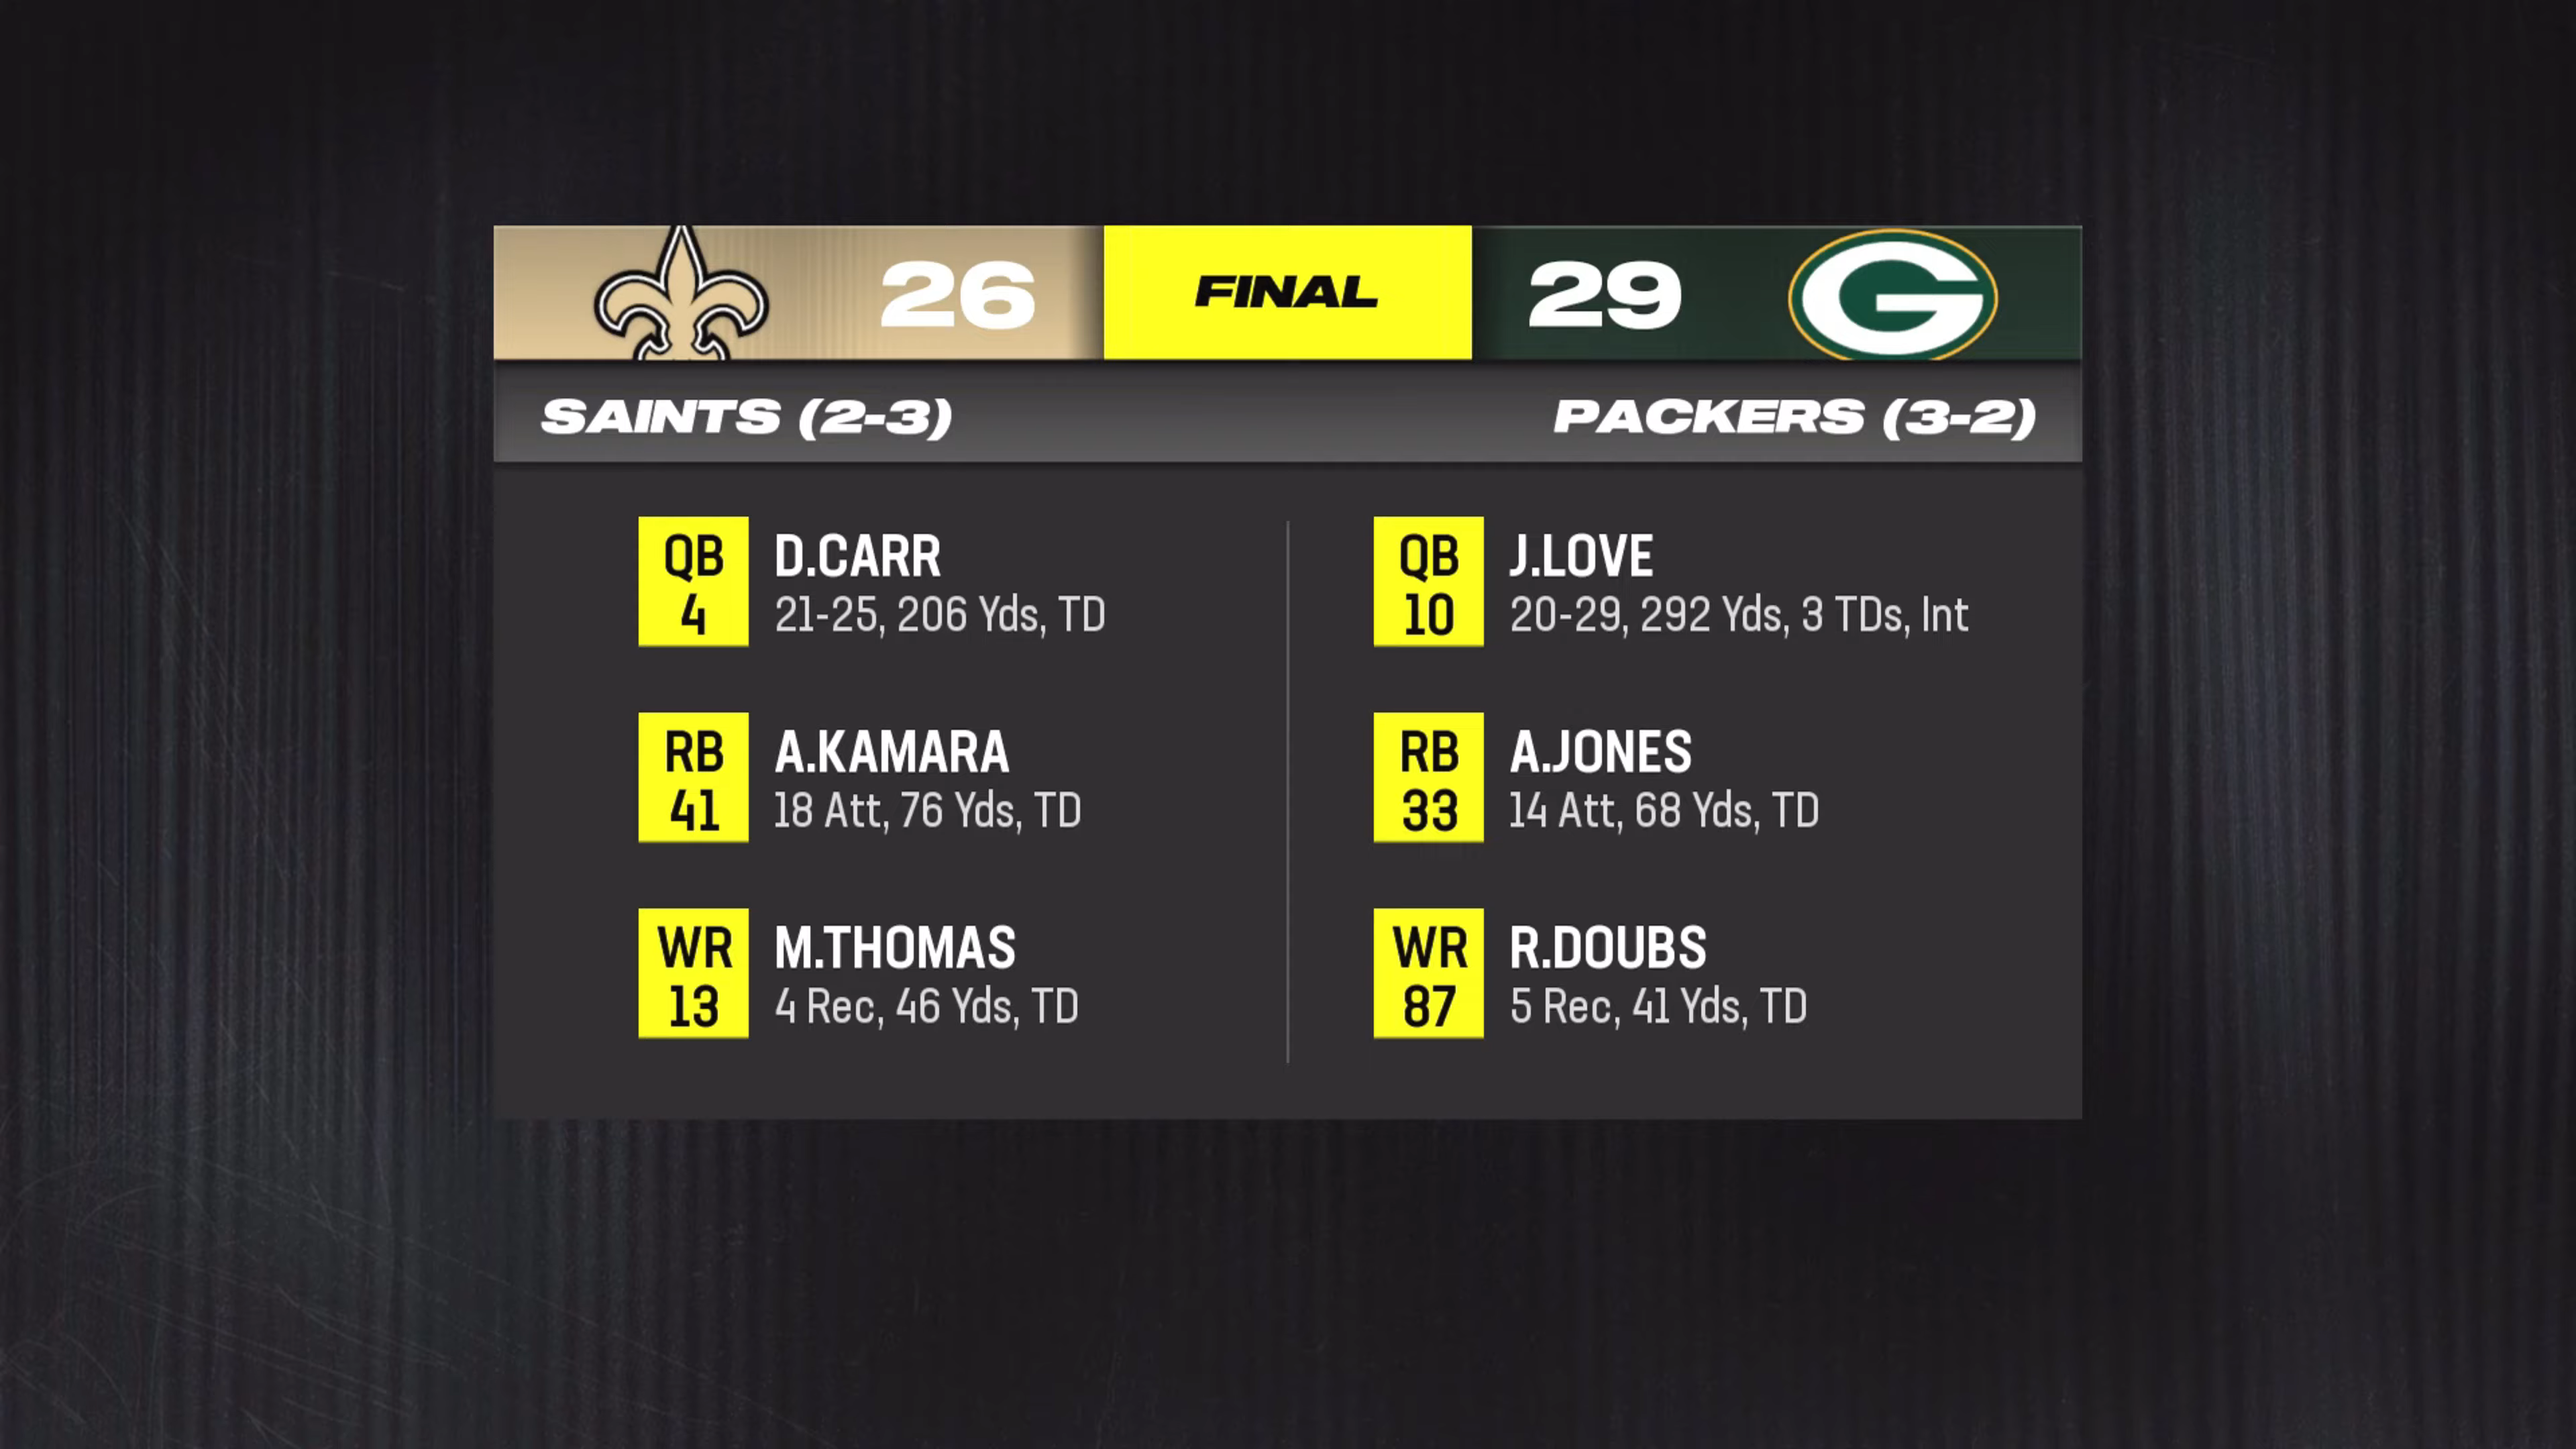 26
FINAL
29
G
SAINTS (2-3)
PACKERS (3-2)
QB
4
D.CARR
21-25, 206 Yds, TD
RB
41
A.KAMARA
18 Att, 76 Yds, TD
WR
13
M.THOMAS
4 Rec, 46 Yds, TD
QB
10
J.LOVE
20-29, 292 Yds, 3 TDs, Int
RB
33
A.JONES
14 Att, 68 Yds, TD
WR
87
R.DOUBS
5 Rec, 41 Yds, TD